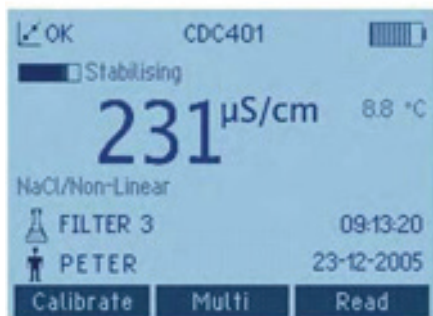 OK CDC401
Stabilising
231 µS/cm 8.8 °C
NaCl/Non-Linear
FILTER 3 09:13:20
PETER 23-12-2005
Calibrate Multi Read